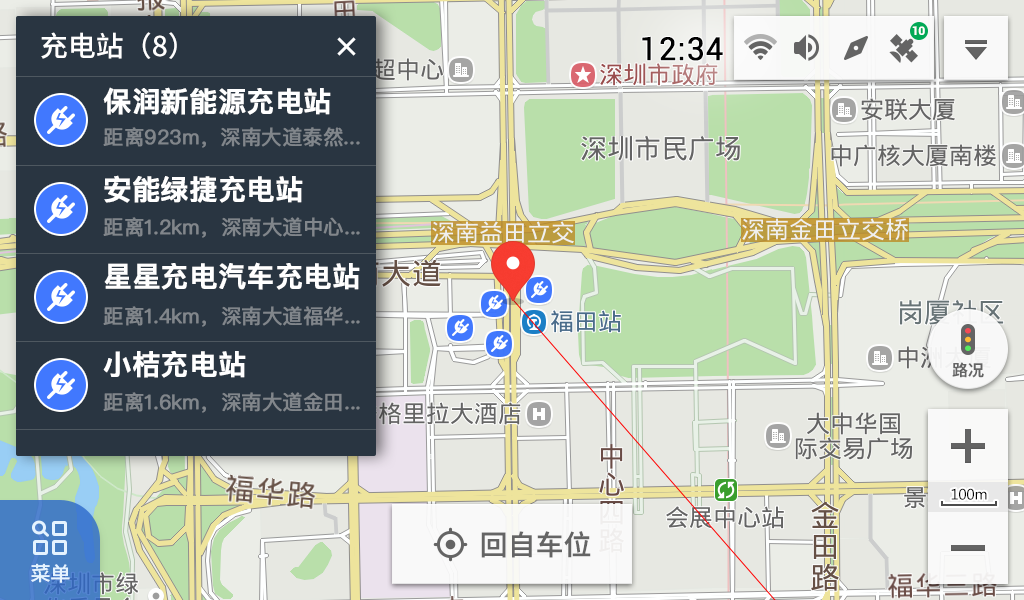 充电站（8）
保润新能源充电站
距离923m，深南大道泰然...
安能绿捷充电站
距离1.2km，深南大道中心...
星星充电汽车充电站
距离1.4km，深南大道福华...
小桔充电站
距离1.6km，深南大道金田...
12:34
10
超中心
深圳市政府
安联大厦
深圳市民广场
中广核大厦南楼
深南益田立交
深南金田立交桥
大道
福田站
岗厦社区
路况
格里拉大酒店
大中华国
际交易广场
中心四路
100m
福华路
会展中心站
金田路
景
回自车位
菜单
深圳市绿
福华三路